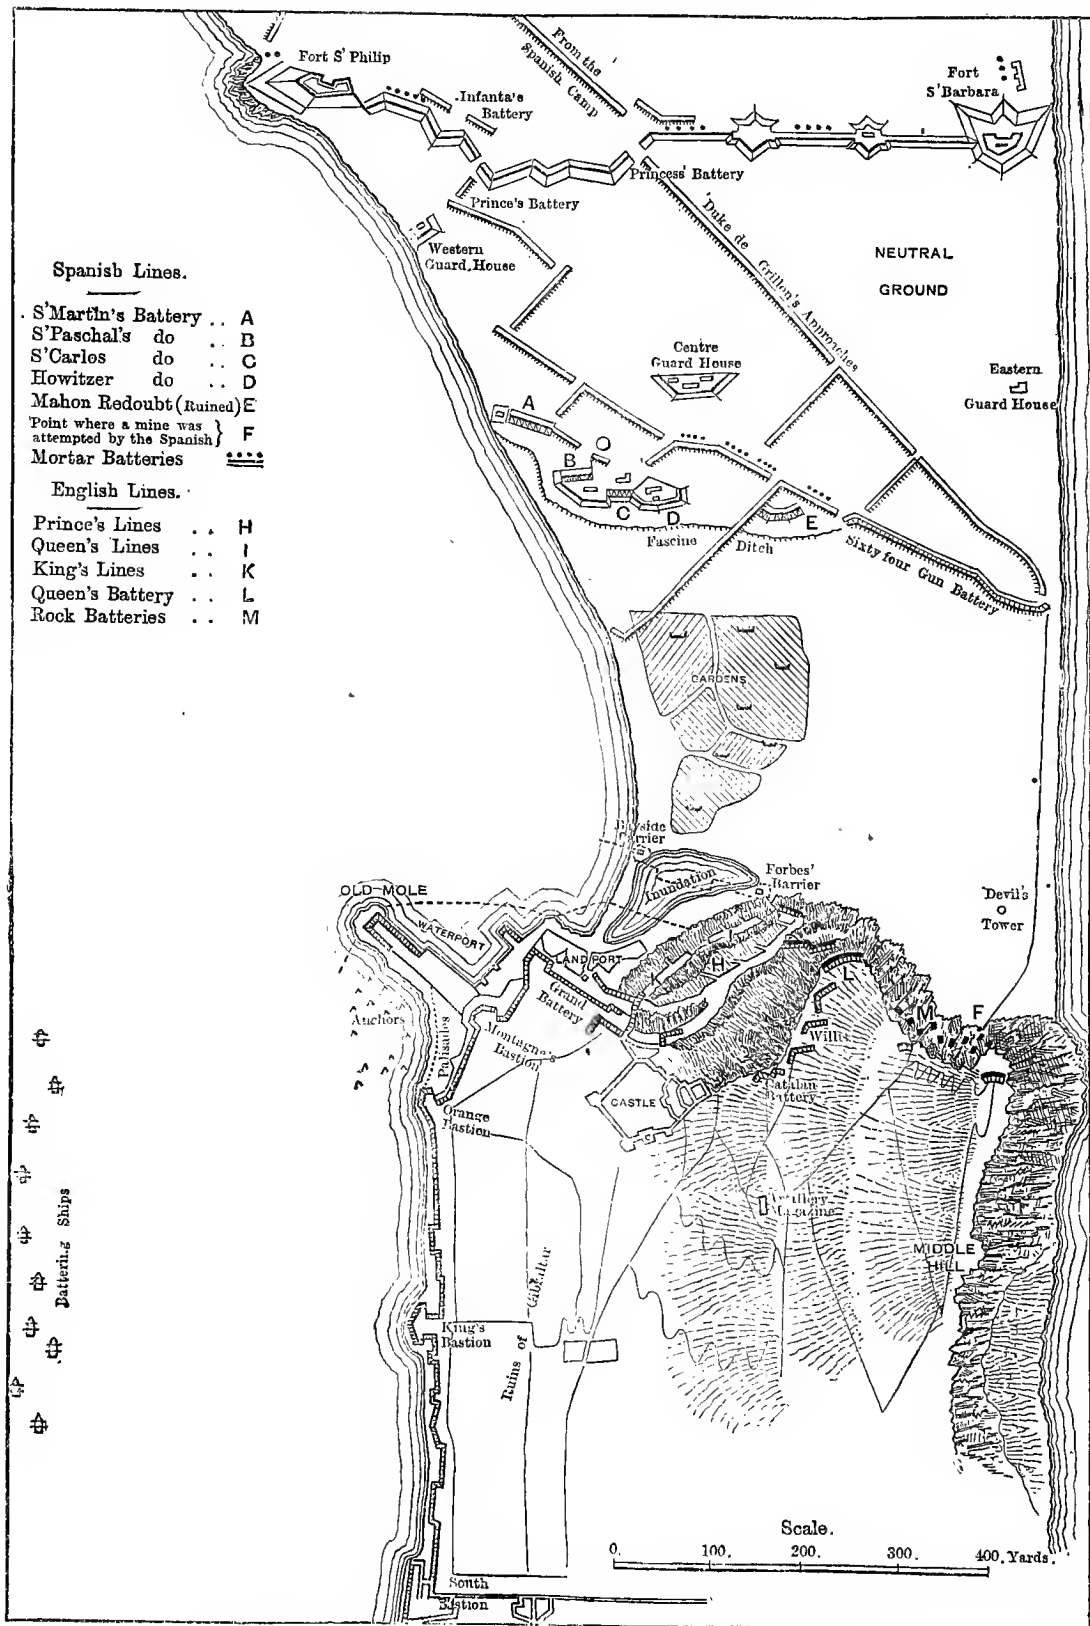 Fort S' Philip
From the
Spanish Camp
Infanta's
Battery
Fort
S' Barbara
Princess' Battery
Prince's Battery
Western
Guard House
Duke de Crillon's Approaches
NEUTRAL
GROUND
Spanish Lines.
S' Martin's Battery .. A
S' Paschal's do .. B
S' Carlos do .. C
Howitzer do .. D
Mahon Redoubt (Ruined) E
Point where a mine was
attempted by the Spanish } F
Mortar Batteries
English Lines.
Prince's Lines .. H
Queen's Lines .. I
King's Lines .. K
Queen's Battery .. L
Rock Batteries .. M
Centre
Guard House
Eastern
Guard House
A
O
B
C
D
E
Fascine Ditch
Sixty four Gun Battery
GARDENS
Bayside
Barrier
Inundation
Forbes'
Barrier
Devil's
Tower
OLD MOLE
WATERPORT
LAND PORT
I
H
K
L
M
F
Grand
Battery
Montague's
Bastion
Anchors
Palisades
Willis
Catalan
Battery
CASTLE
Orange
Bastion
Artillery
Magazine
MIDDLE
HILL
Battering Ships
King's
Bastion
Ruins of Gibraltar
Scale.
0. 100. 200. 300. 400. Yards.
South
Bastion